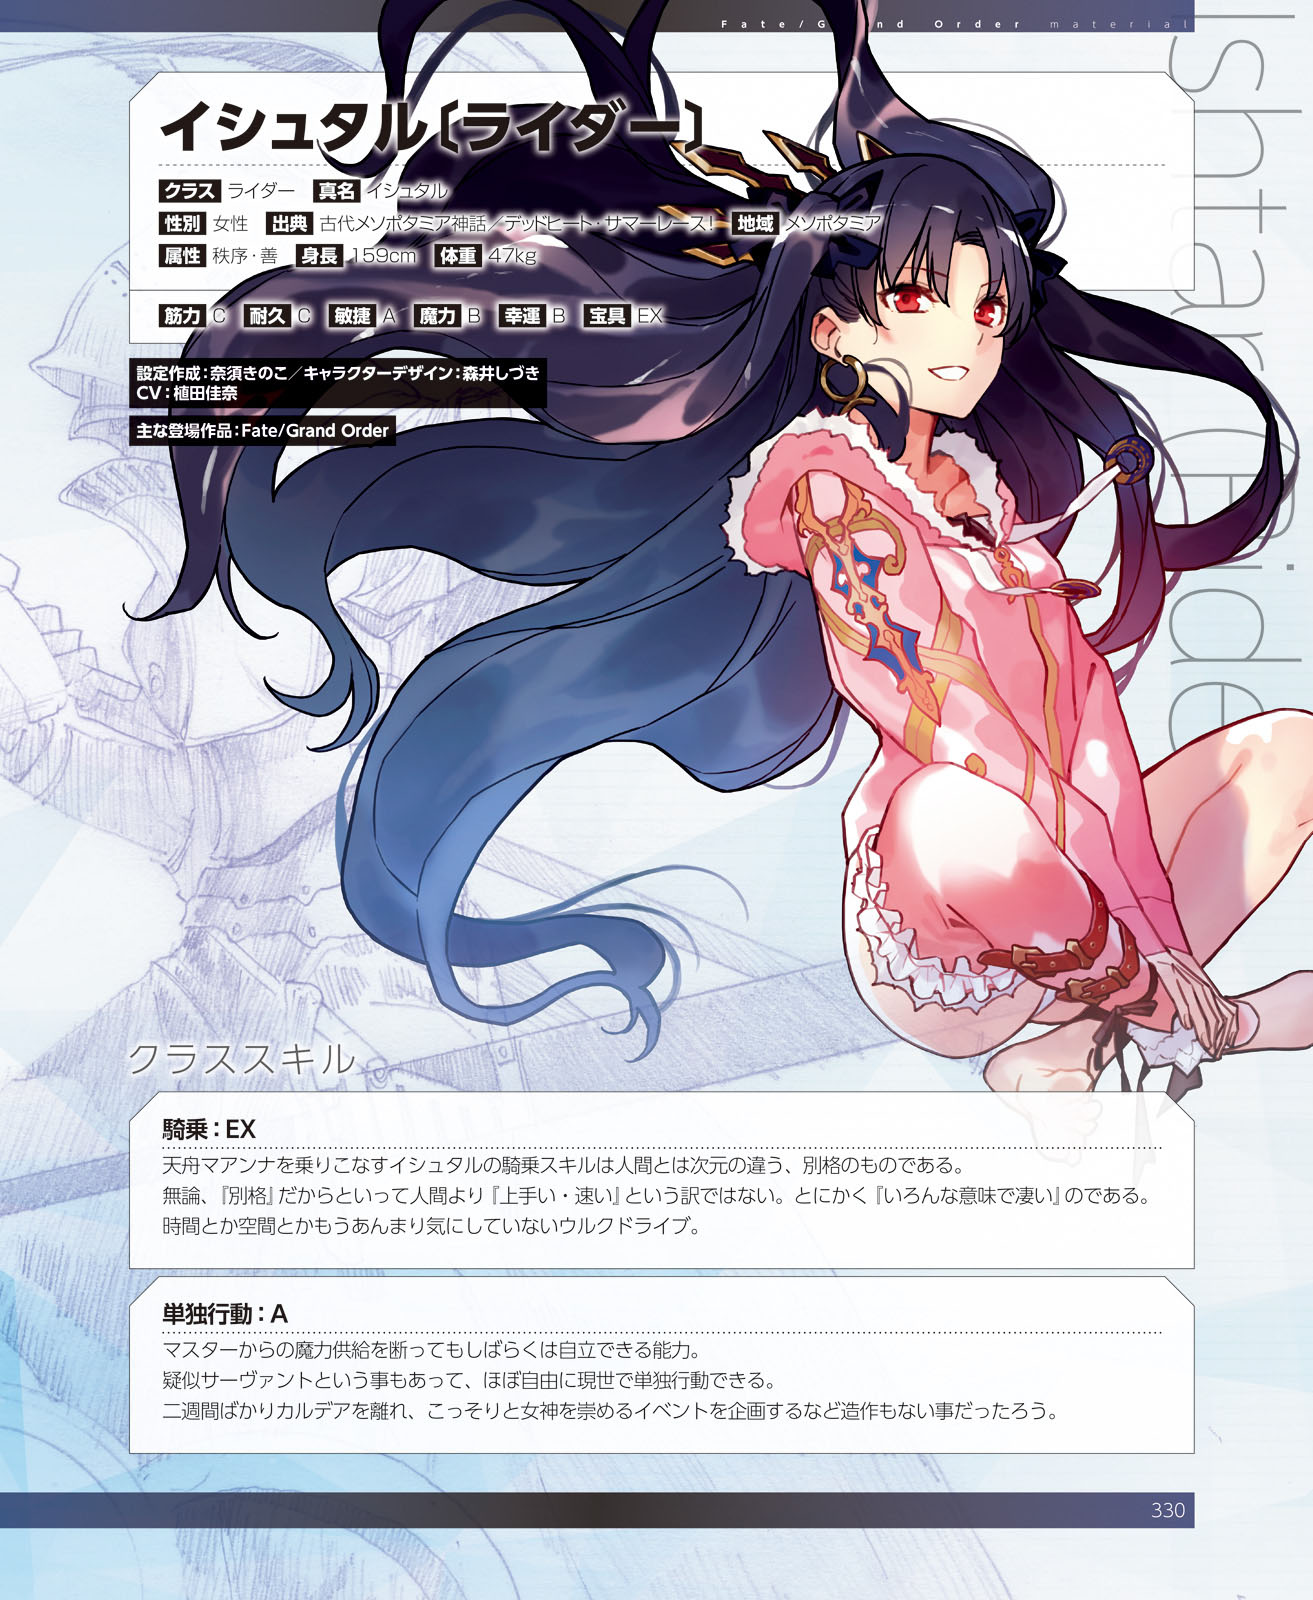 Fate/Grand Order material
Ishtar〔Rider
イシュタル〔ライダー〕
クラス ライダー 真名 イシュタル
性別 女性 出典 古代メソポタミア神話／デッドヒート・サマーレース！ 地域 メソポタミア
属性 秩序・善 身長 159cm 体重 47kg
筋力 C 耐久 C 敏捷 A 魔力 B 幸運 B 宝具 EX
設定作成：奈須きのこ／キャラクターデザイン：森井しづき
CV：植田佳奈
主な登場作品：Fate/Grand Order
クラススキル
騎乗：EX
天舟マアンナを乗りこなすイシュタルの騎乗スキルは人間とは次元の違う、別格のものである。
無論、『別格』だからといって人間より『上手い・速い』という訳ではない。とにかく『いろんな意味で凄い』のである。
時間とか空間とかもうあんまり気にしていないウルクドライブ。
単独行動：A
マスターからの魔力供給を断ってもしばらくは自立できる能力。
疑似サーヴァントという事もあって、ほぼ自由に現世で単独行動できる。
二週間ばかりカルデアを離れ、こっそりと女神を崇めるイベントを企画するなど造作もない事だったろう。
330